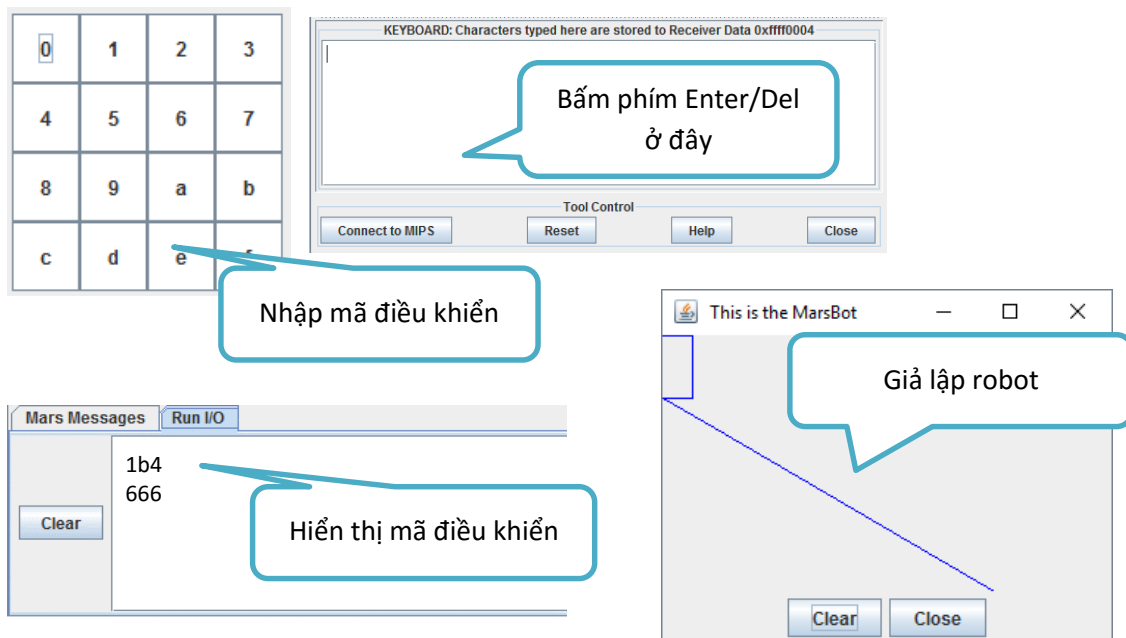 0 1 2 3
4 5 6 7
8 9 a b
c d e
KEYBOARD: Characters typed here are stored to Receiver Data 0xffff0004
Bấm phím Enter/Del
ở đây
Tool Control
Connect to MIPS Reset Help Close
Nhập mã điều khiển
This is the MarsBot
Giả lập robot
Clear Close
Mars Messages Run I/O
1b4
666
Clear
Hiển thị mã điều khiển